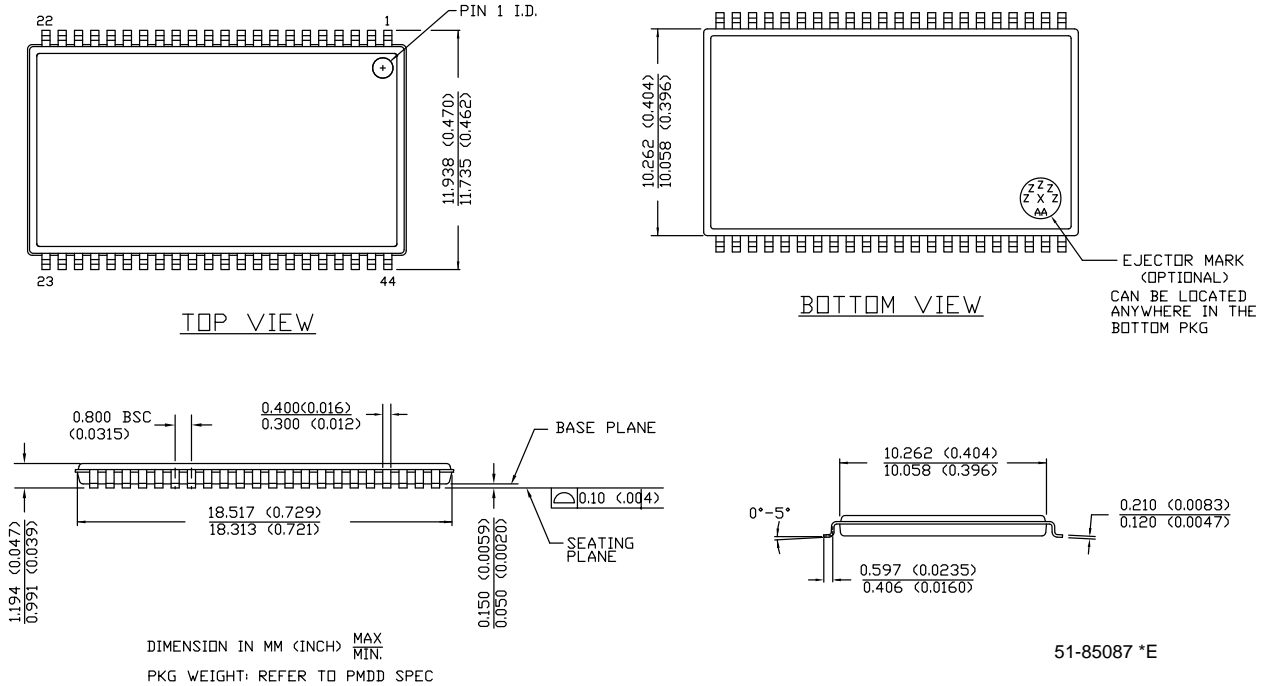 22
1
PIN 1 I.D.
11.938 (0.470)
11.735 (0.462)
23
44
TOP VIEW
10.262 (0.404)
10.058 (0.396)
Z Z Z
Z X Z
AA
EJECTOR MARK
(OPTIONAL)
CAN BE LOCATED
ANYWHERE IN THE
BOTTOM PKG
BOTTOM VIEW
0.800 BSC
(0.0315)
0.400(0.016)
0.300 (0.012)
BASE PLANE
0.10 (.004)
18.517 (0.729)
18.313 (0.721)
1.194 (0.047)
0.991 (0.039)
0.150 (0.0059)
0.050 (0.0020)
SEATING
PLANE
10.262 (0.404)
10.058 (0.396)
0°-5°
0.210 (0.0083)
0.120 (0.0047)
0.597 (0.0235)
0.406 (0.0160)
DIMENSION IN MM (INCH) MAX
MIN.
PKG WEIGHT: REFER TO PMDD SPEC
51-85087 *E